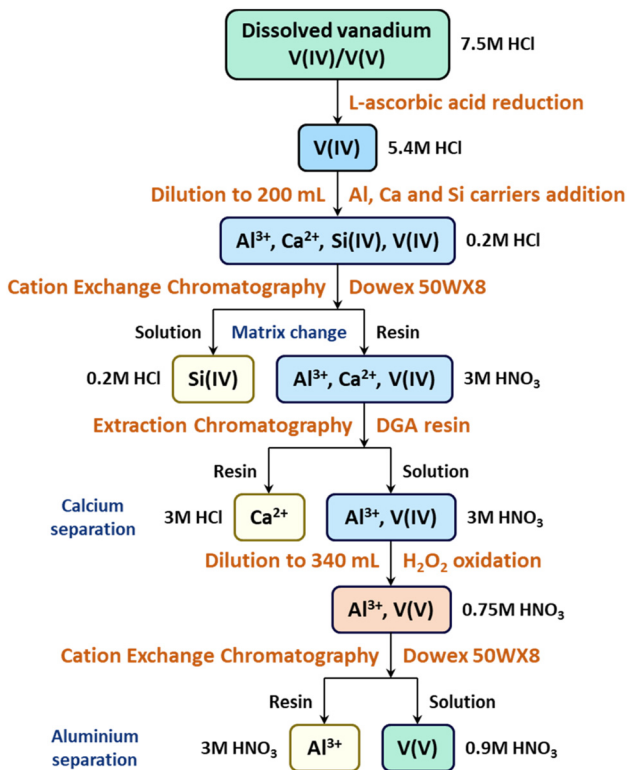 Dissolved vanadium
V(IV)/V(V)
7.5M HCl
L-ascorbic acid reduction
V(IV)
5.4M HCl
Dilution to 200 mL
Al, Ca and Si carriers addition
Al³⁺, Ca²⁺, Si(IV), V(IV)
0.2M HCl
Cation Exchange Chromatography
Dowex 50WX8
Solution
Matrix change
Resin
0.2M HCl
Si(IV)
Al³⁺, Ca²⁺, V(IV)
3M HNO₃
Extraction Chromatography
DGA resin
Resin
Solution
Calcium
separation
3M HCl
Ca²⁺
Al³⁺, V(IV)
3M HNO₃
Dilution to 340 mL
H₂O₂ oxidation
Al³⁺, V(V)
0.75M HNO₃
Cation Exchange Chromatography
Dowex 50WX8
Resin
Solution
Aluminium
separation
3M HNO₃
Al³⁺
V(V)
0.9M HNO₃